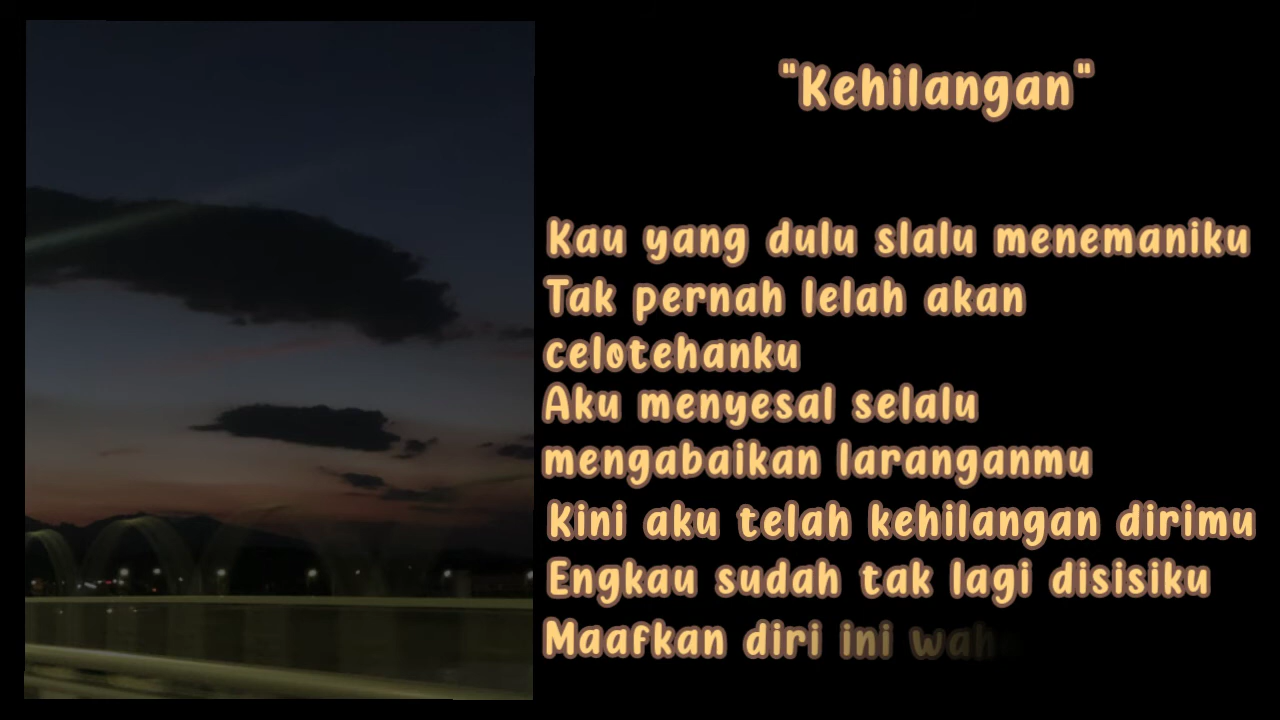 "Kehilangan"
Kau yang dulu slalu menemaniku
Tak pernah lelah akan
celotehanku
Aku menyesal selalu
mengabaikan laranganmu
Kini aku telah kehilangan dirimu
Engkau sudah tak lagi disisiku
Maafkan diri ini